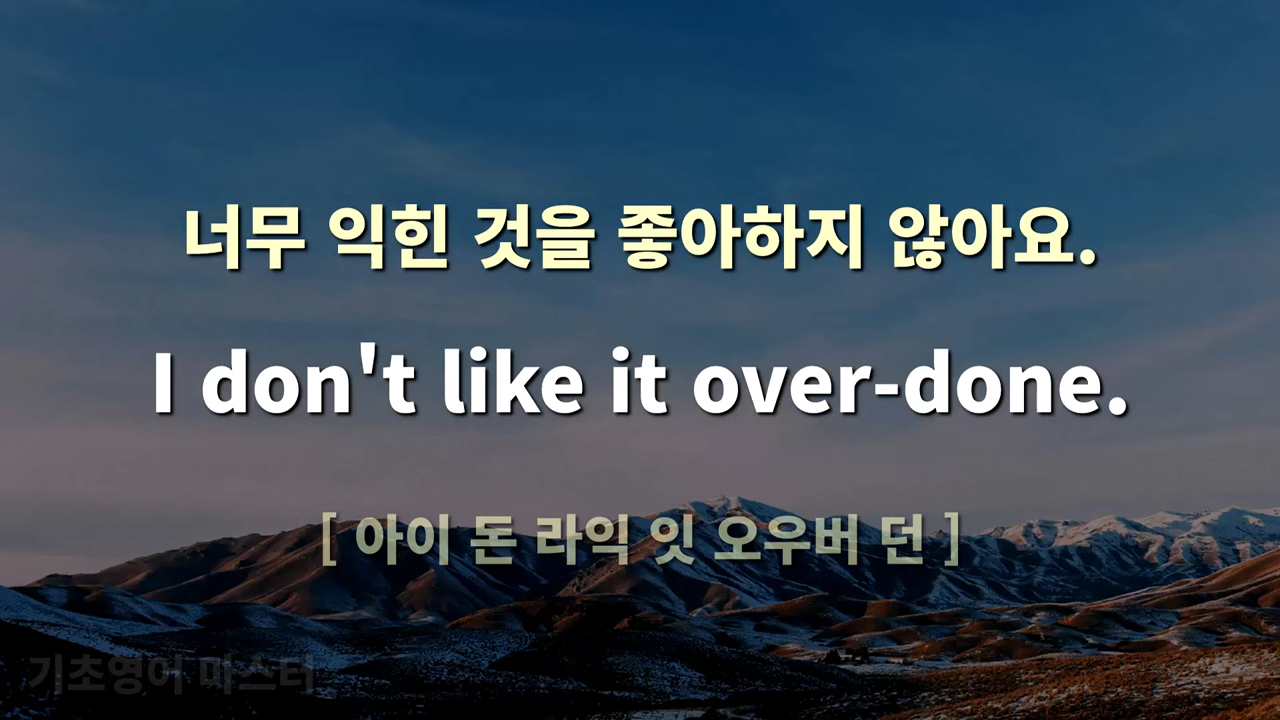 너무 익힌 것을 좋아하지 않아요.
I don't like it over-done.
[ 아이 돈 라익 잇 오우버 던 ]
기초영어 마스터